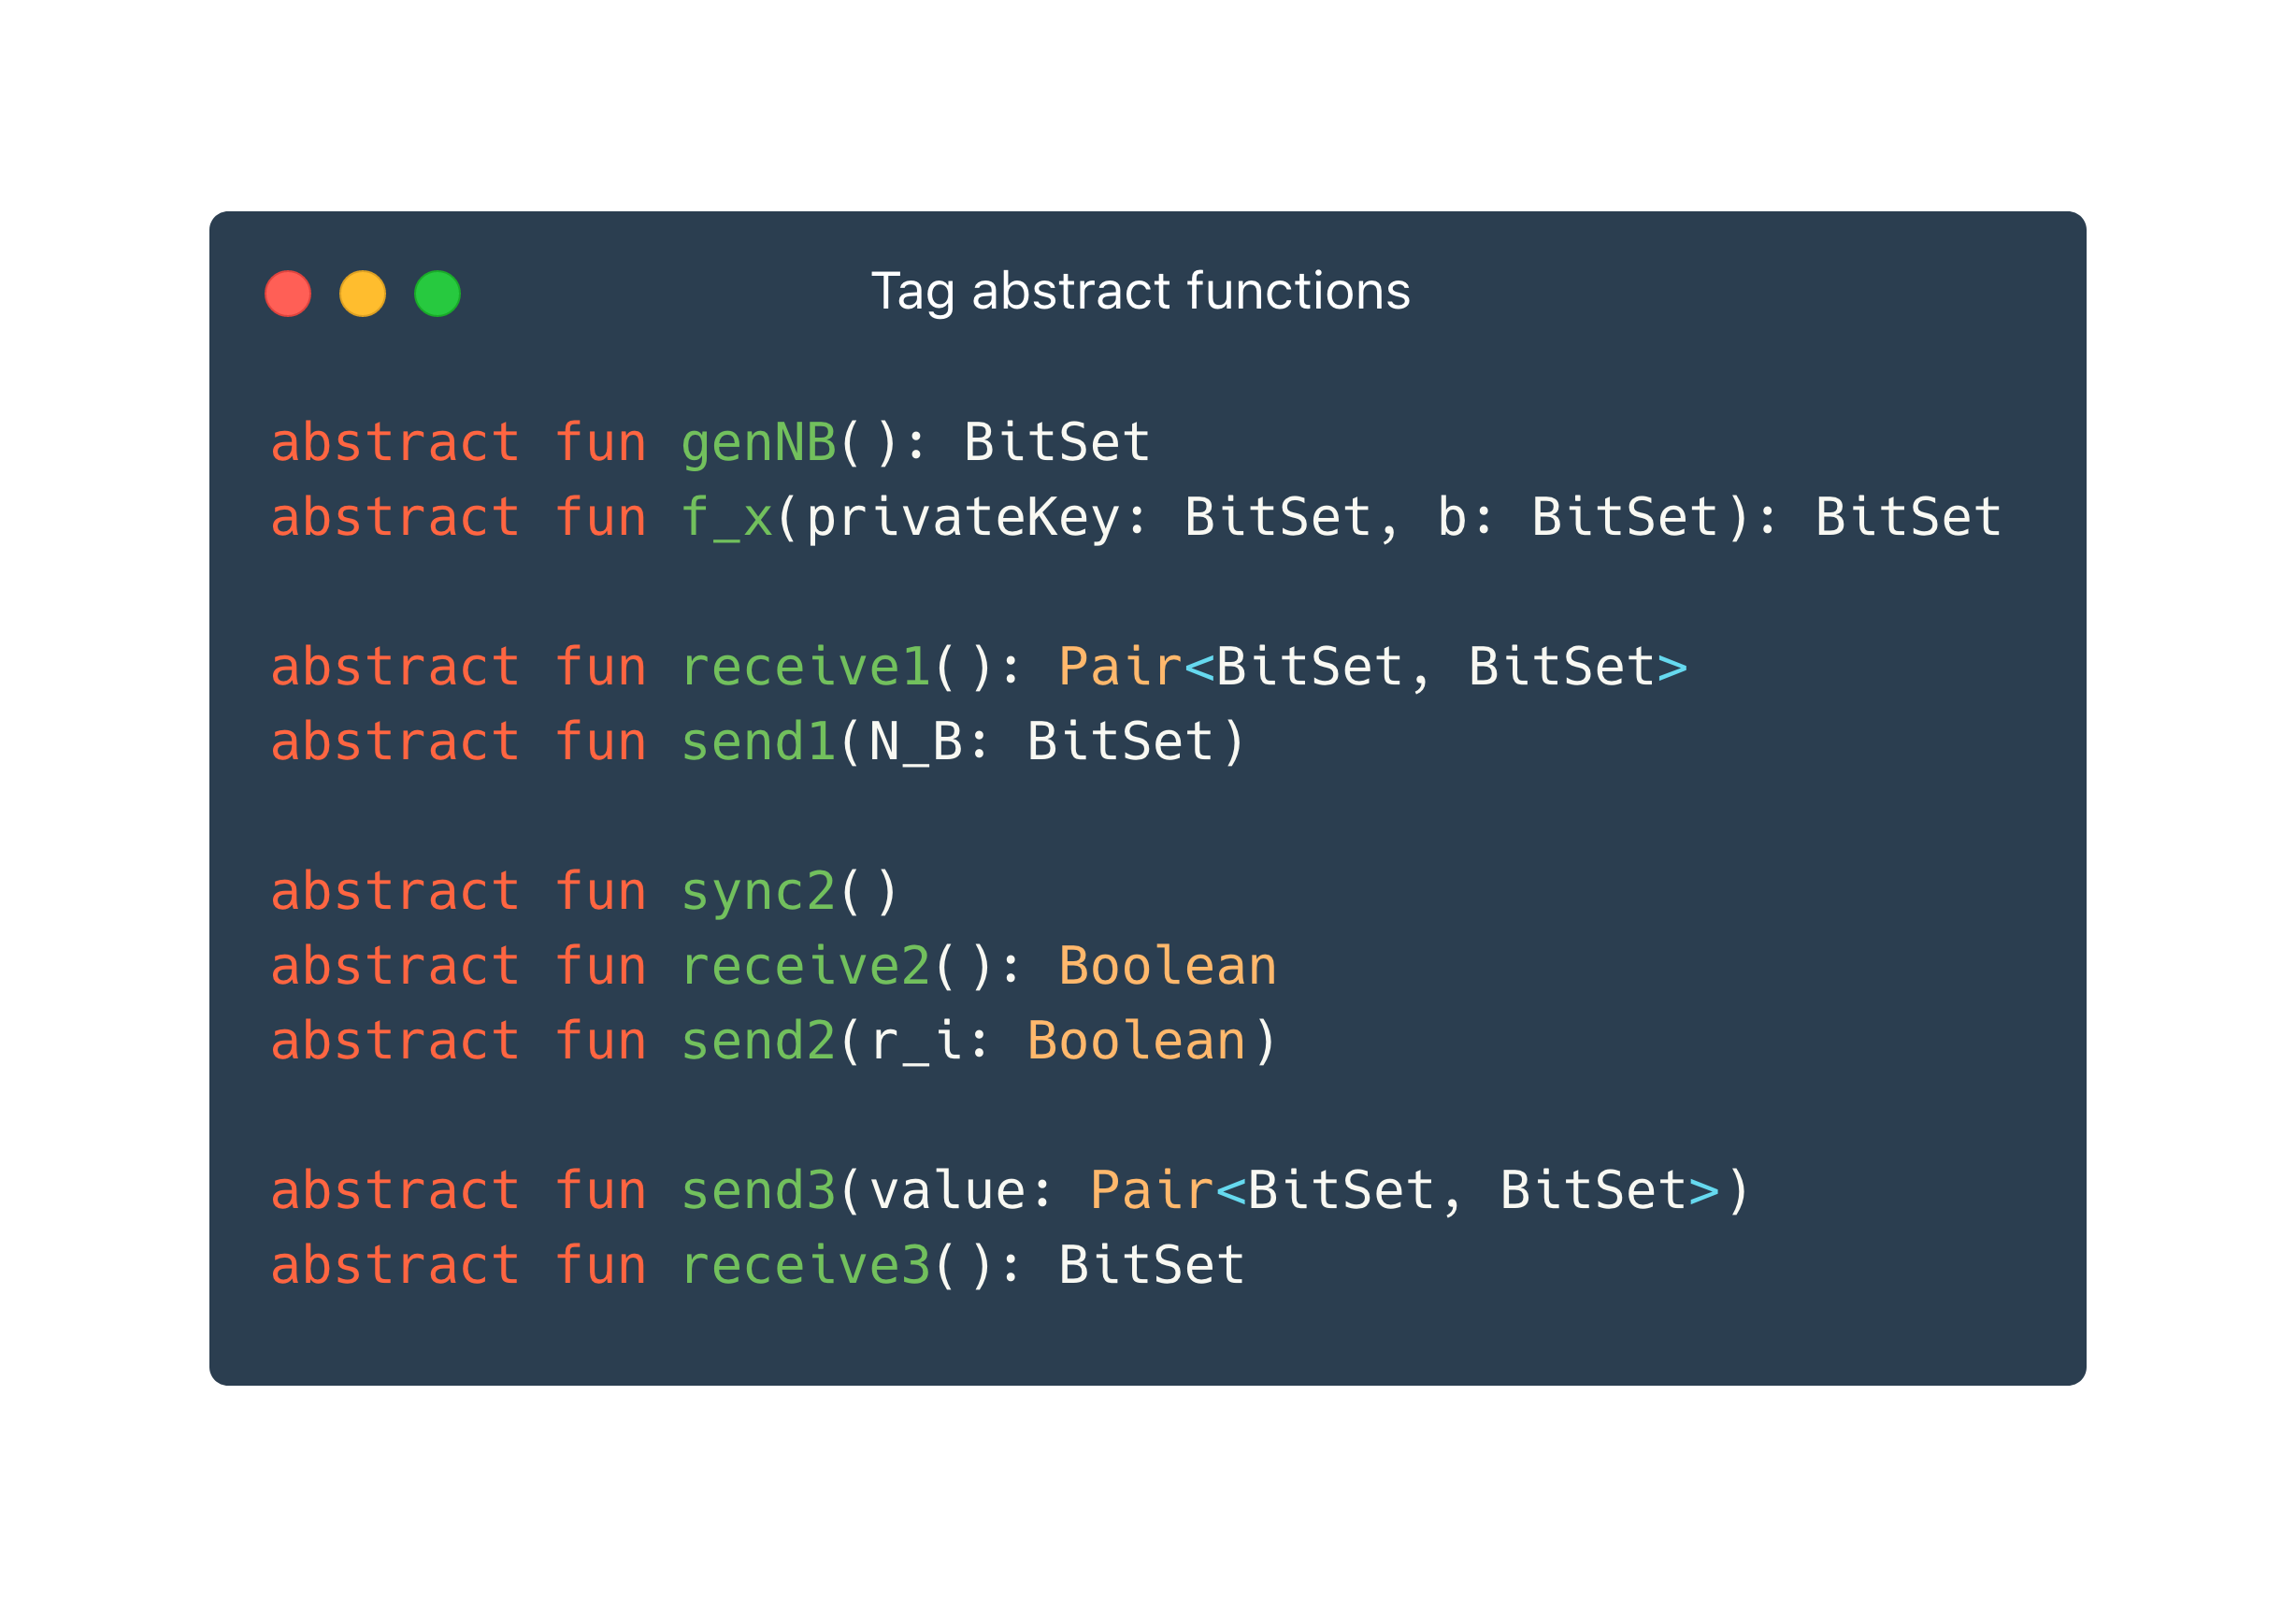 Tag abstract functions
abstract fun genNB(): BitSet
abstract fun f_x(privateKey: BitSet, b: BitSet): BitSet
abstract fun receive1(): Pair<BitSet, BitSet>
abstract fun send1(N_B: BitSet)
abstract fun sync2()
abstract fun receive2(): Boolean
abstract fun send2(r_i: Boolean)
abstract fun send3(value: Pair<BitSet, BitSet>)
abstract fun receive3(): BitSet